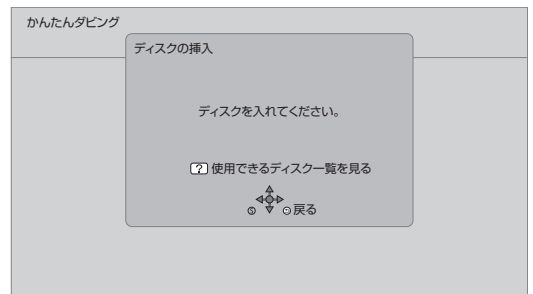 かんたんダビング
ディスクの挿入
ディスクを入れてください。
? 使用できるディスク一覧を見る
S 戻る